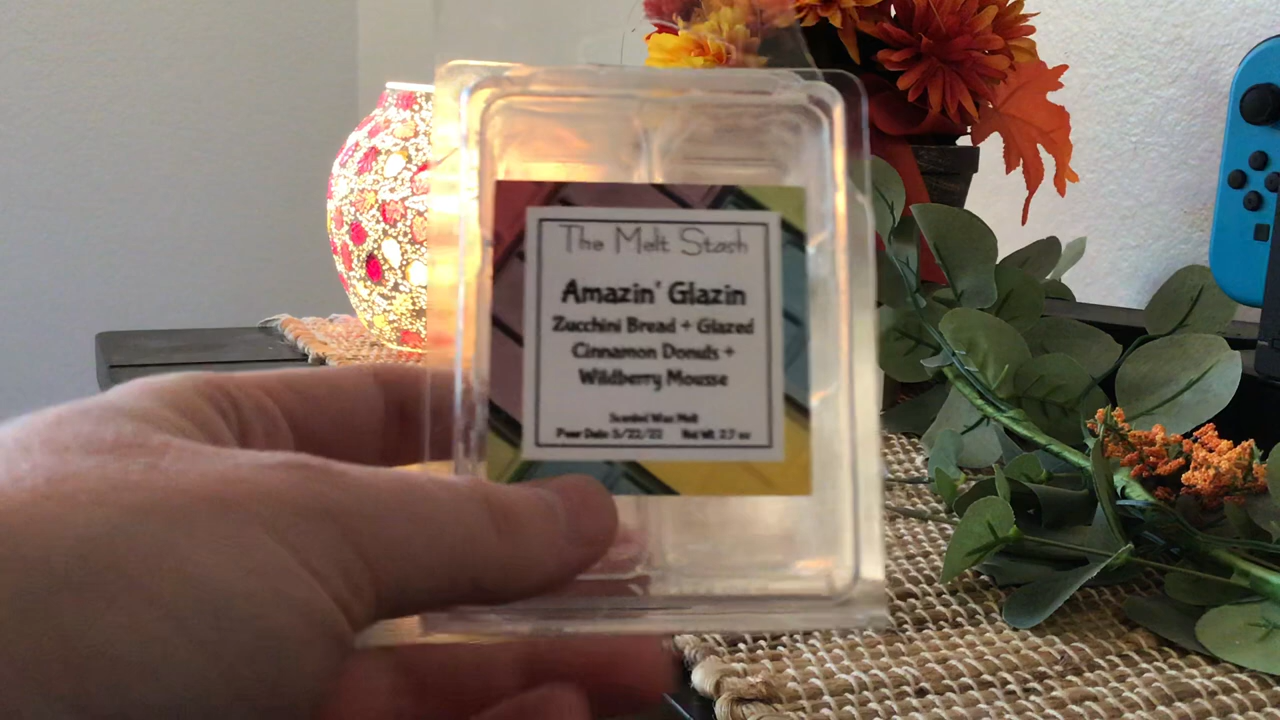 The Melt Stash
Amazin' Glazin
Zucchini Bread + Glazed
Cinnamon Donuts +
Wildberry Mousse
Scented Wax Melt
Pour Date: 5/22/22 Net Wt. 2.7 oz